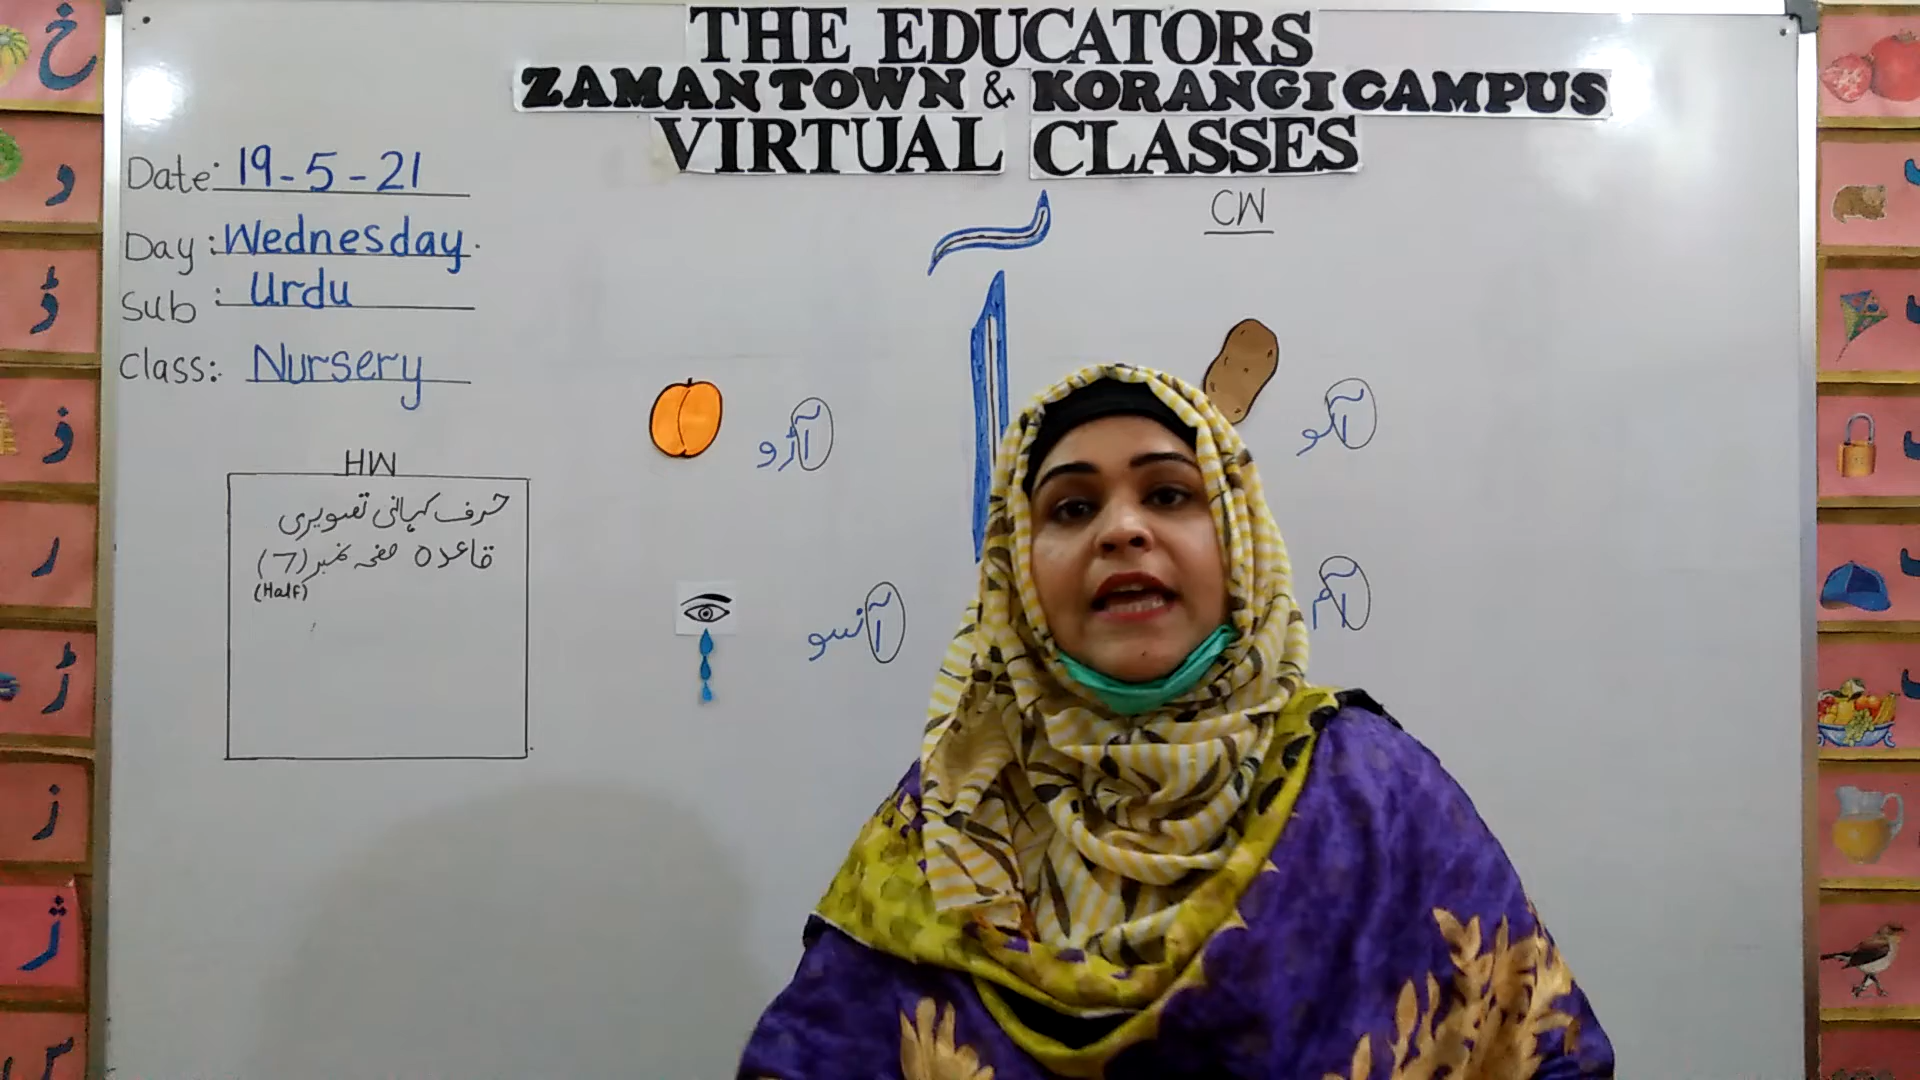 THE EDUCATORS
ZAMAN TOWN & KORANGI CAMPUS
VIRTUAL CLASSES
Date: 19-5-21
Day: Wednesday.
Sub: Urdu
Class: Nursery
CW
آ
آلو
آڑو
آم
آنسو
HW
حرف کہانی تصویری
قاعدہ صفحہ نمبر (7)
(Half)
خ
د
ڈ
ذ
ر
ڑ
ز
ژ
س